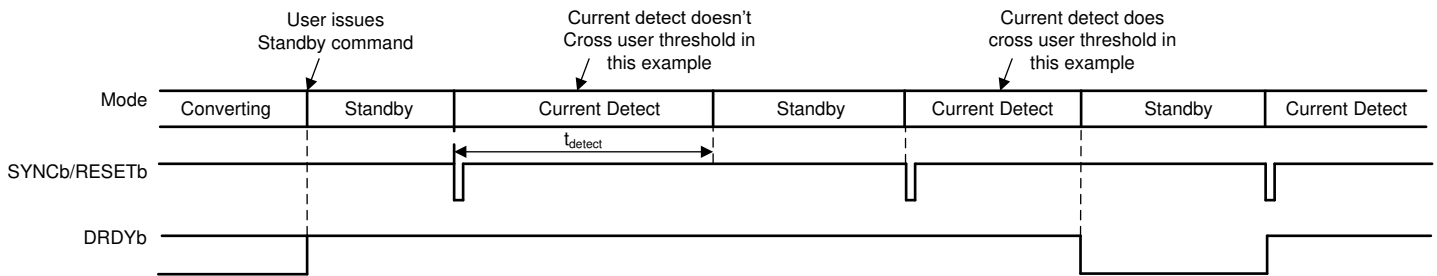 User issues
Standby command
Current detect doesn't
Cross user threshold in
this example
Current detect does
cross user threshold in
this example
Mode
Converting
Standby
Current Detect
Standby
Current Detect
Standby
Current Detect
tdetect
SYNCb/RESETb
DRDYb